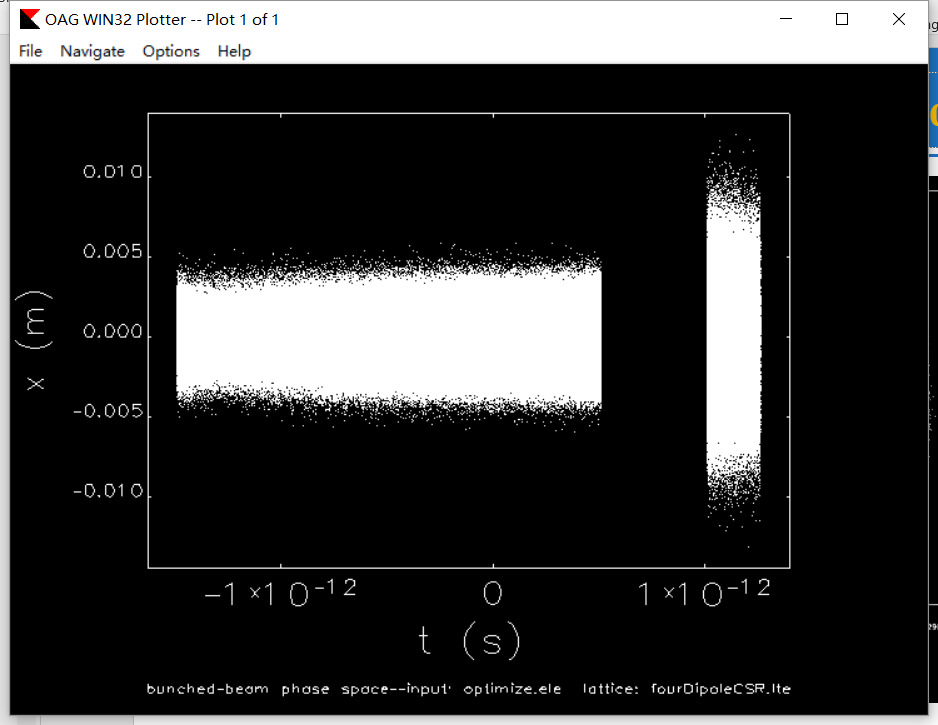 OAG WIN32 Plotter -- Plot 1 of 1
File Navigate Options Help
0.010
0.005
0.000
-0.005
-0.010
x (m)
-1×10-12 0 1×10-12
t (s)
bunched-beam phase space--input: optimize.ele lattice: fourDipoleCSR.lte